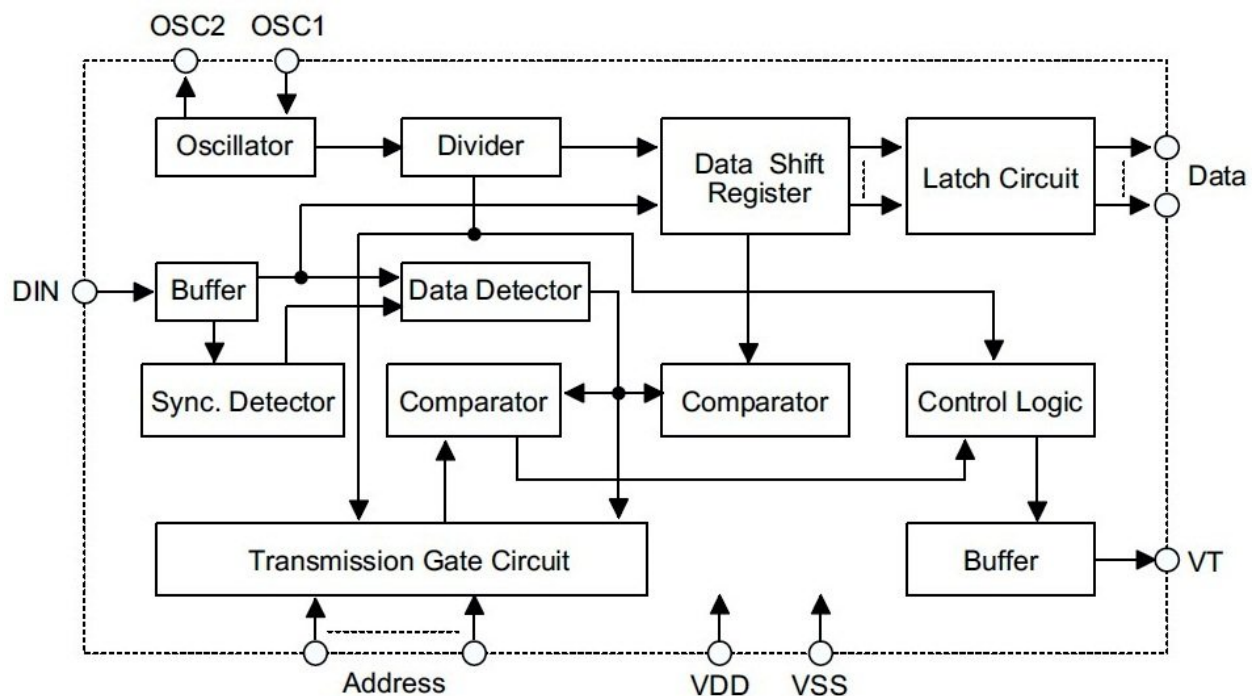 OSC2 OSC1
Oscillator
Divider
Data Shift
Register
Latch Circuit
Data
DIN
Buffer
Data Detector
Sync. Detector
Comparator
Comparator
Control Logic
Transmission Gate Circuit
Buffer
VT
Address
VDD
VSS